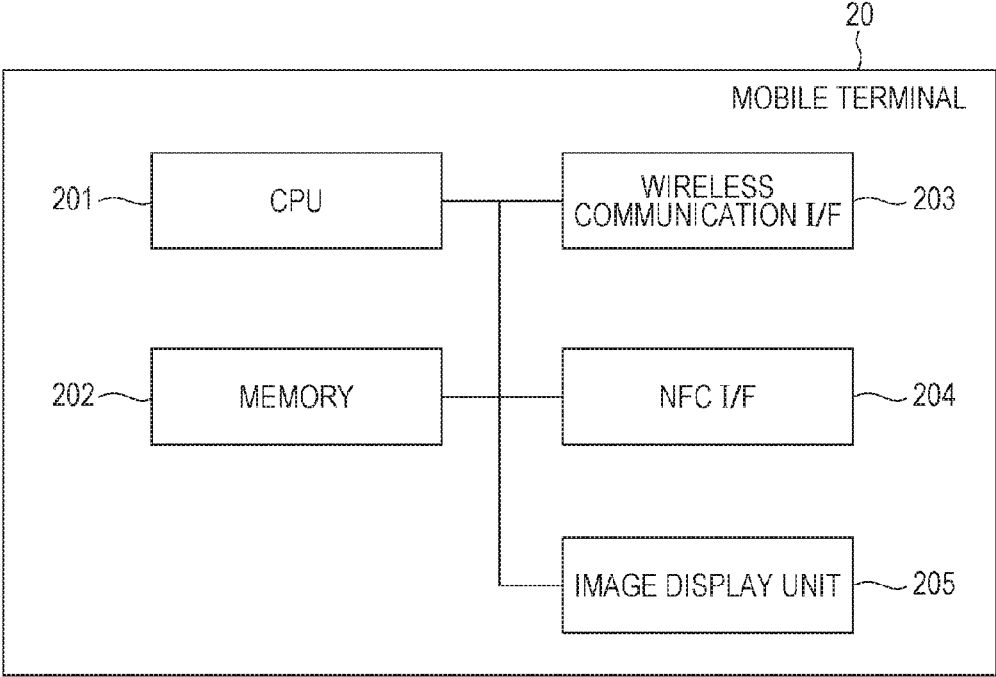 20
MOBILE TERMINAL
201
CPU
WIRELESS
COMMUNICATION I/F
203
202
MEMORY
NFC I/F
204
IMAGE DISPLAY UNIT
205